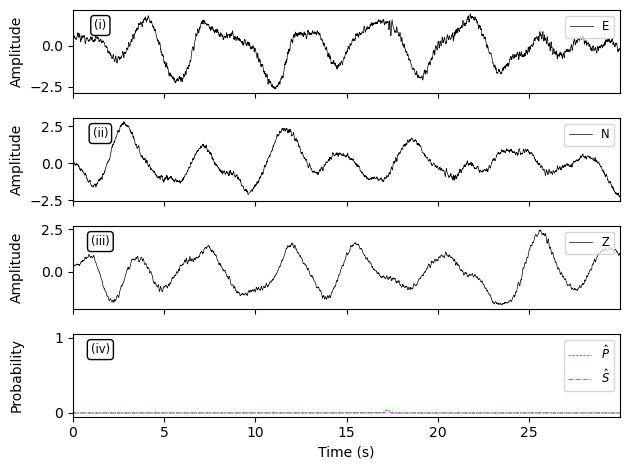 (i)
E
Amplitude
0.0
−2.5
(ii)
N
Amplitude
2.5
0.0
−2.5
(iii)
Z
Amplitude
2.5
0.0
(iv)
P̂
Ŝ
Probability
1
0
0 5 10 15 20 25
Time (s)